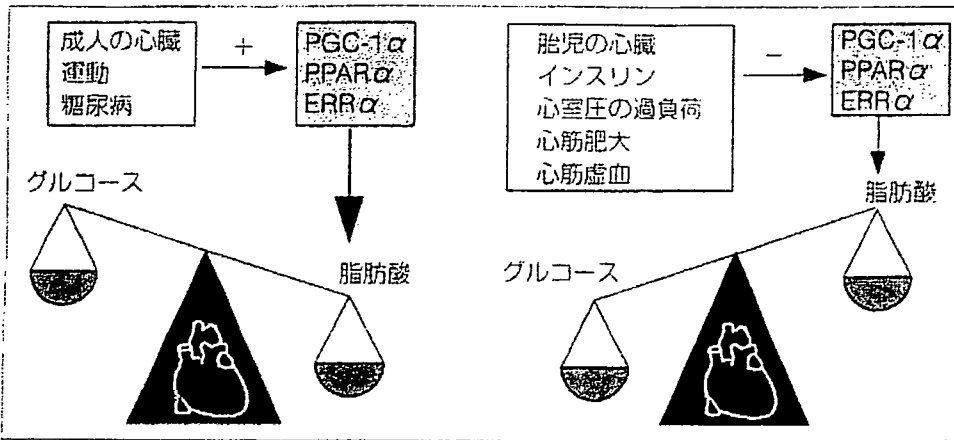 成人の心臓
運動
糖尿病
+
PGC-1α
PPARα
ERRα
グルコース
脂肪酸
胎児の心臓
インスリン
心室圧の過負荷
心筋肥大
心筋虚血
−
PGC-1α
PPARα
ERRα
脂肪酸
グルコース